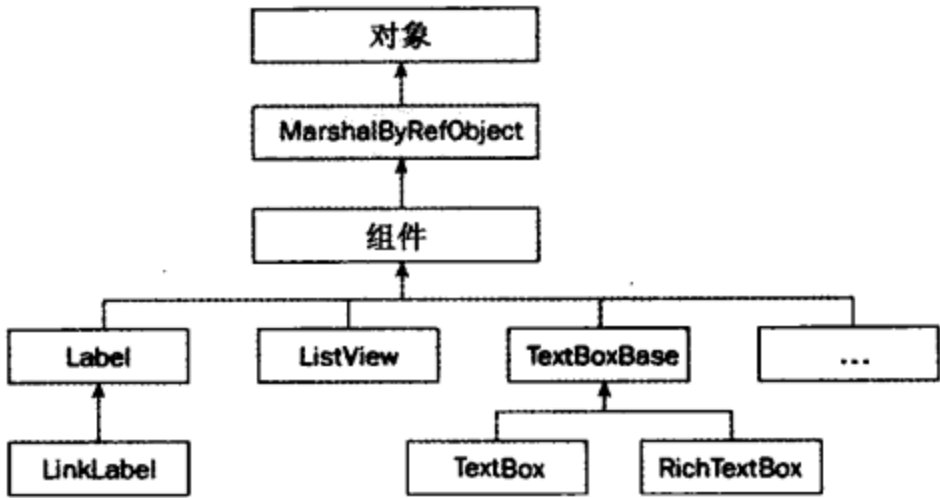 对象
MarshalByRefObject
组件
Label
ListView
TextBoxBase
...
LinkLabel
TextBox
RichTextBox